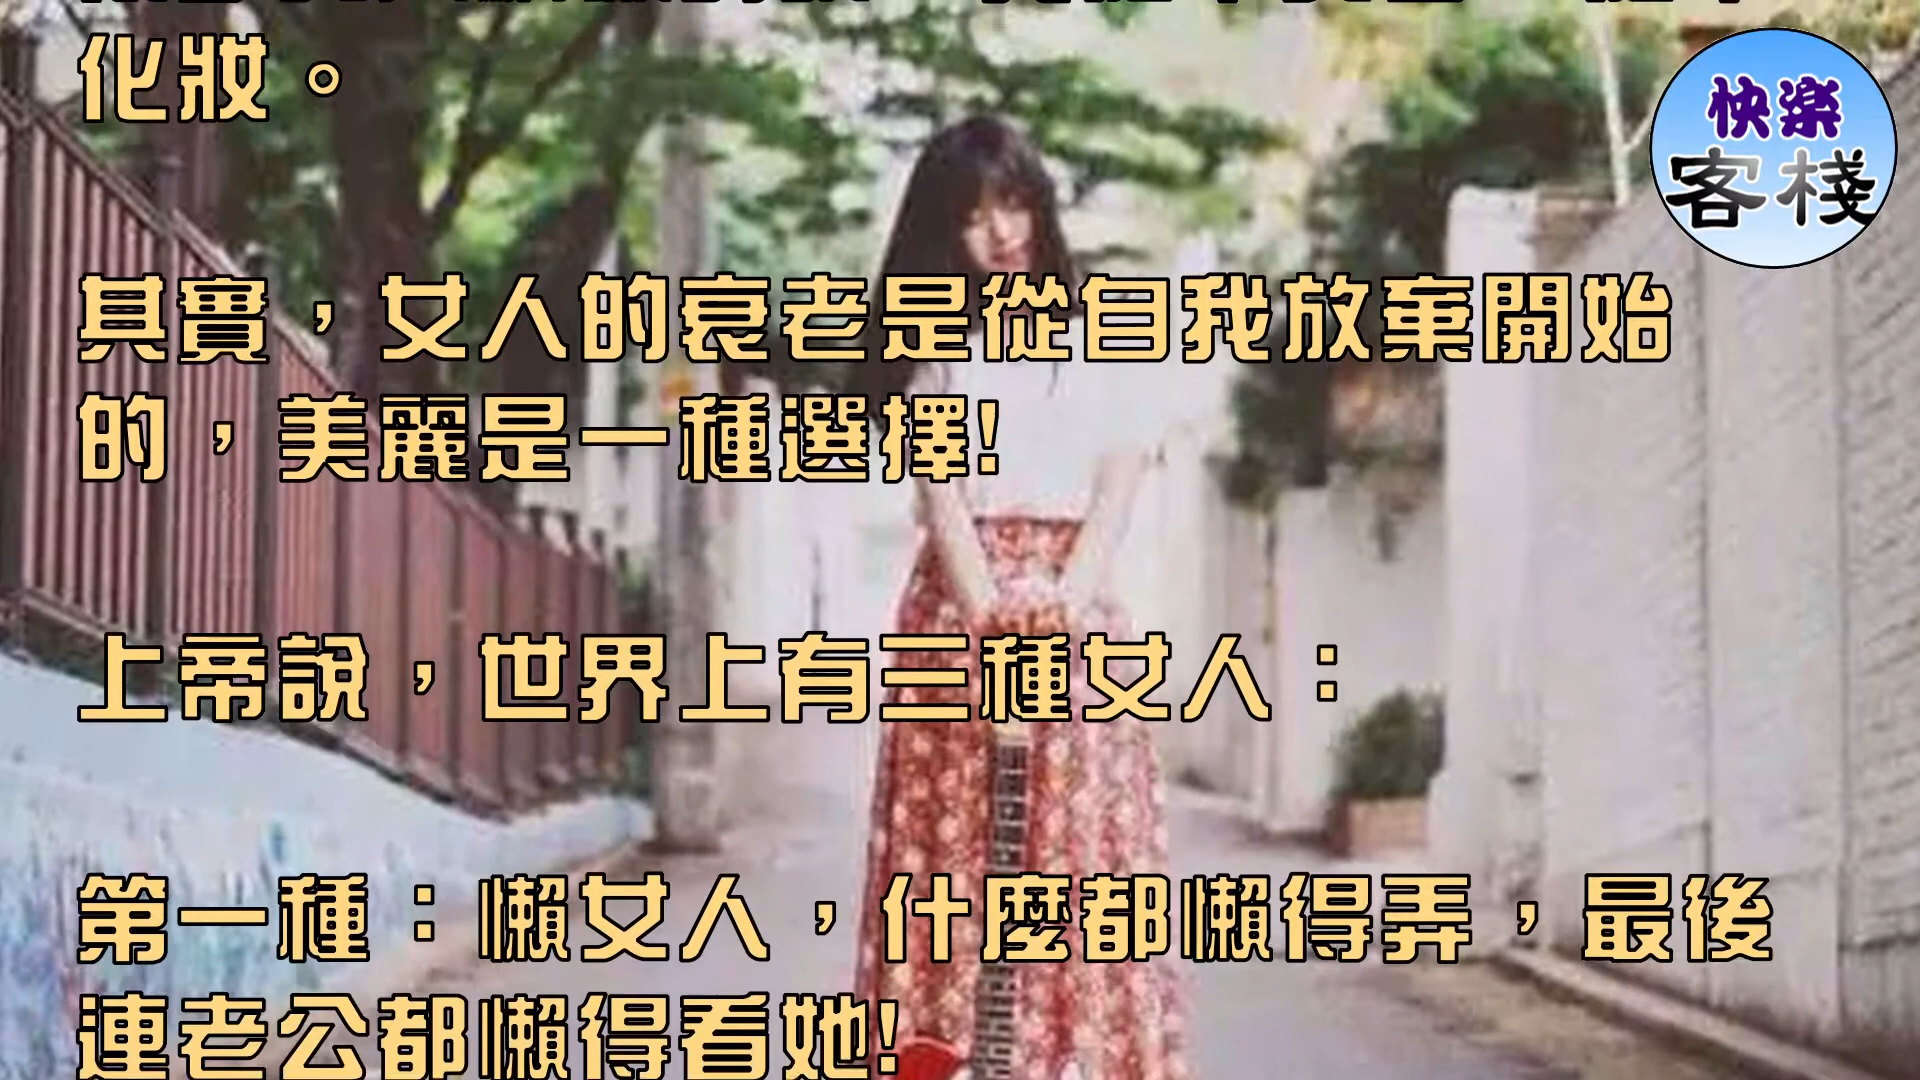 化妝。
快樂
客棧
其實，女人的衰老是從自我放棄開始
的，美麗是一種選擇!
上帝說，世界上有三種女人：
第一種：懶女人，什麼都懶得弄，最後
連老公都懶得看她!